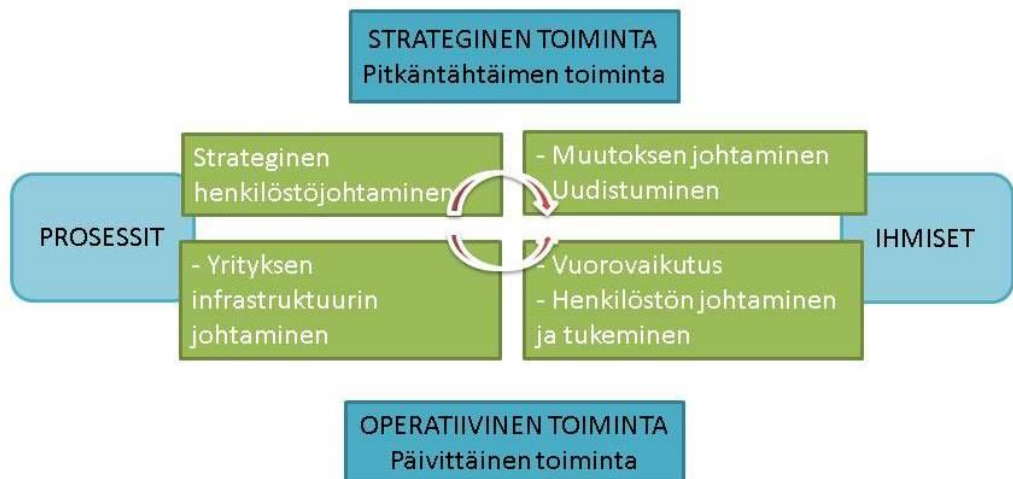 STRATEGINEN TOIMINTA
Pitkäntähtäimen toiminta
Strateginen
henkilöstöjohtaminen
- Muutoksen johtaminen
- Uudistuminen
PROSESSIT
IHMISET
- Yrityksen
infrastruktuurin
johtaminen
- Vuorovaikutus
- Henkilöstön johtaminen
ja tukeminen
OPERATIIVINEN TOIMINTA
Päivittäinen toiminta